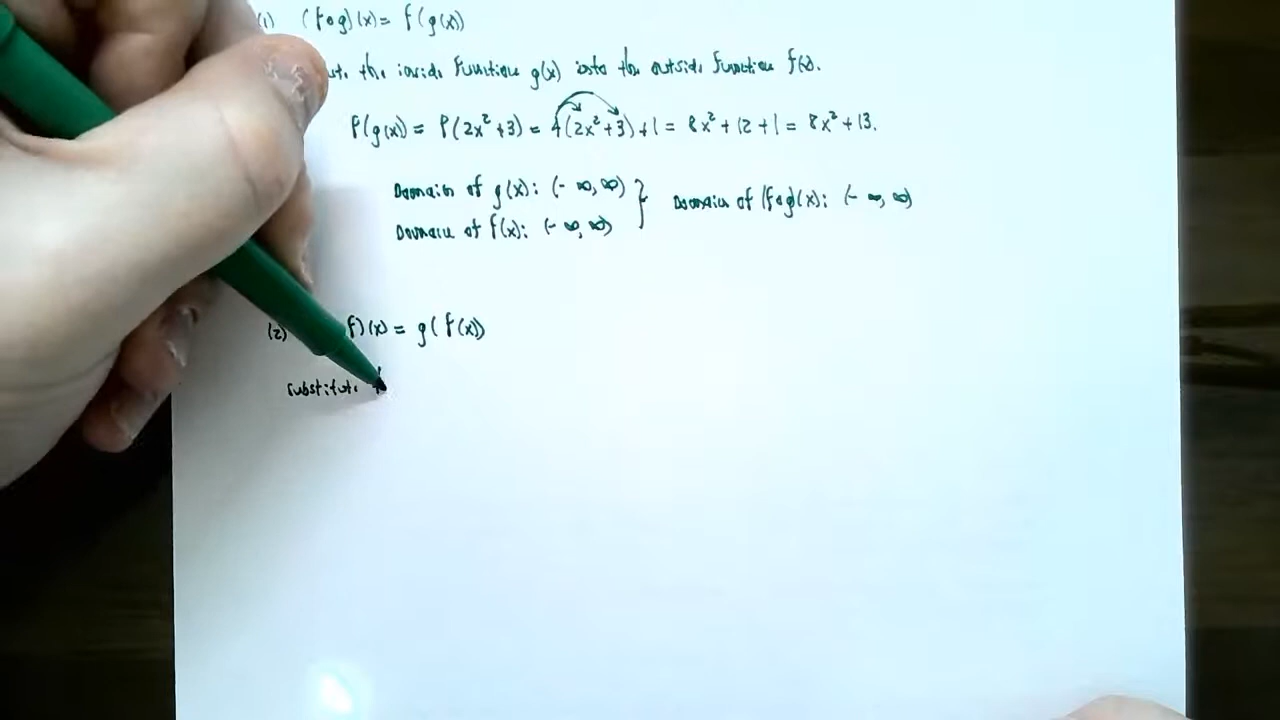 (1) (f∘g)(x) = f(g(x))
the inside function g(x) into the outside function f(x).
f(g(x)) = f(2x² + 3) = 4(2x² + 3) + 1 = 8x² + 12 + 1 = 8x² + 13.
Domain of g(x): (-∞, ∞) } Domain of (f∘g)(x): (-∞, ∞)
Domain of f(x): (-∞, ∞)
(2) f)(x) = g(f(x))
substitute